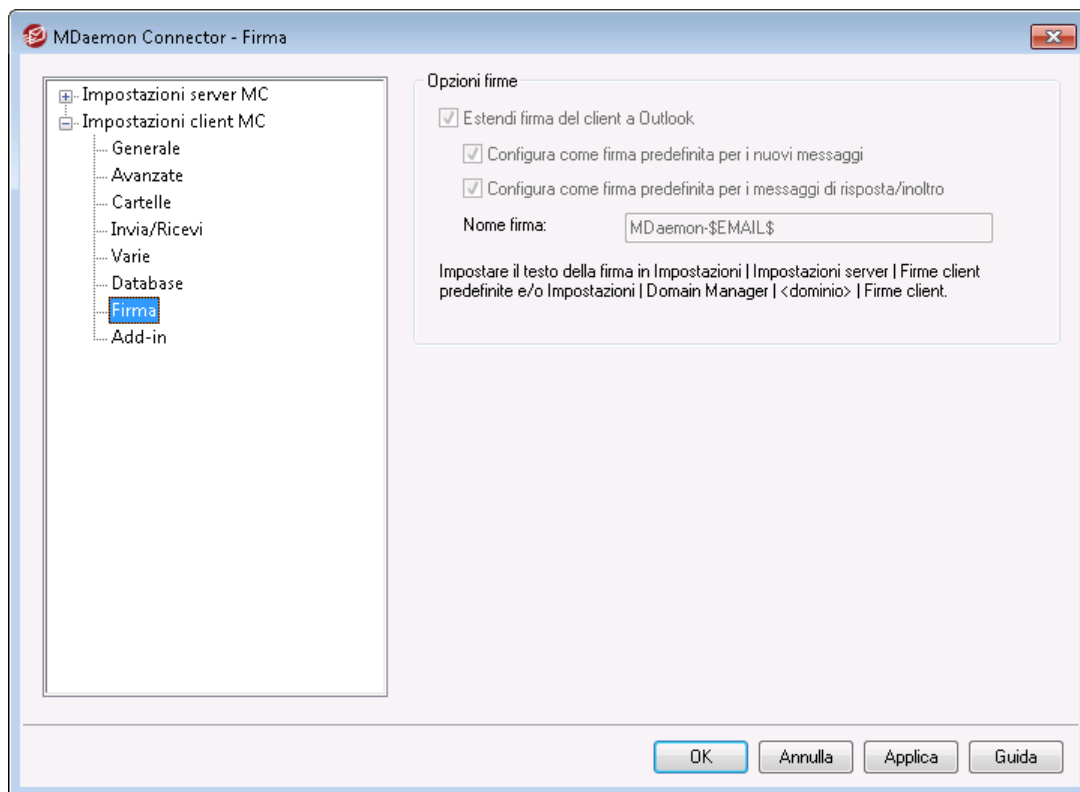 MDaemon Connector - Firma
Impostazioni server MC
Impostazioni client MC
Generale
Avanzate
Cartelle
Invia/Ricevi
Varie
Database
Firma
Add-in
Opzioni firme
Estendi firma del client a Outlook
Configura come firma predefinita per i nuovi messaggi
Configura come firma predefinita per i messaggi di risposta/inoltro
Nome firma:
MDaemon-$EMAIL$
Impostare il testo della firma in Impostazioni | Impostazioni server | Firme client
predefinite e/o Impostazioni | Domain Manager | <dominio> | Firme client.
OK
Annulla
Applica
Guida